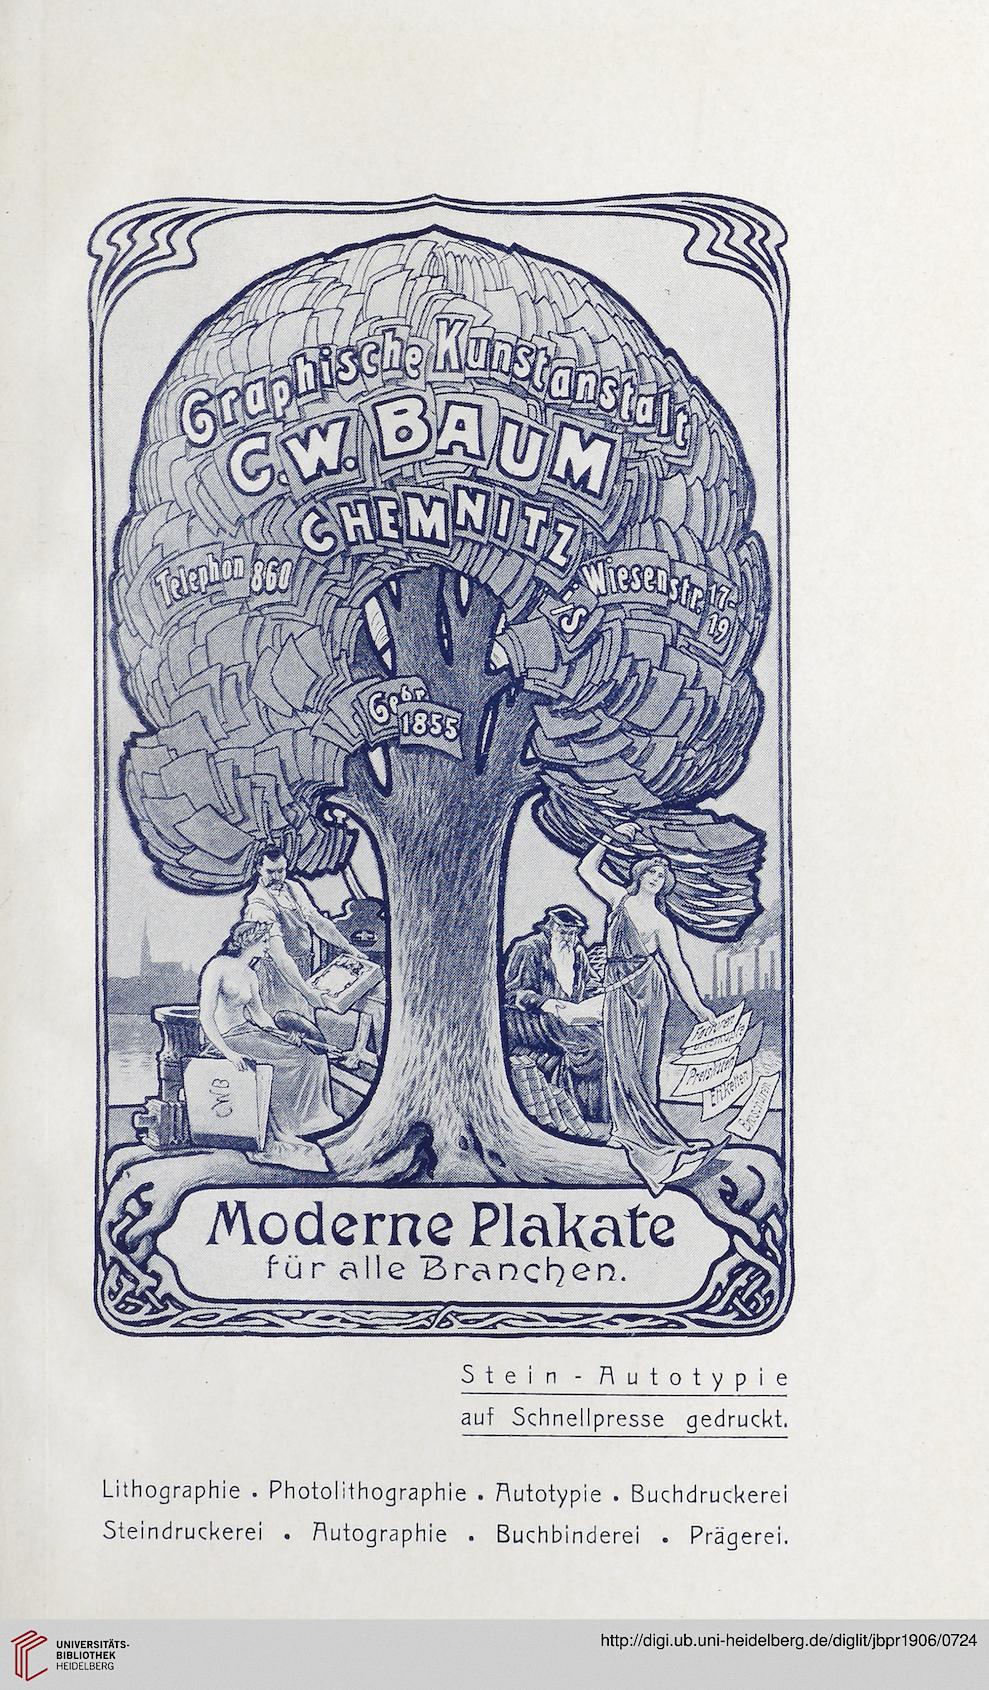 Graphische Kunstanstalt
C.W. BAUM
CHEMNITZ
i/S
Telephon 860
Wiesenstr. 17-
19
Gegr.
1855
CWB
Facturen
Preislisten
Etiketten
Moderne Plakate
für alle Branchen.
Stein-Autotypie
auf Schnellpresse gedruckt.
Lithographie . Photolithographie . Autotypie . Buchdruckerei
Steindruckerei . Autographie . Buchbinderei . Prägerei.
UNIVERSITÄTS-
BIBLIOTHEK
HEIDELBERG
http://digi.ub.uni-heidelberg.de/diglit/jbpr1906/0724